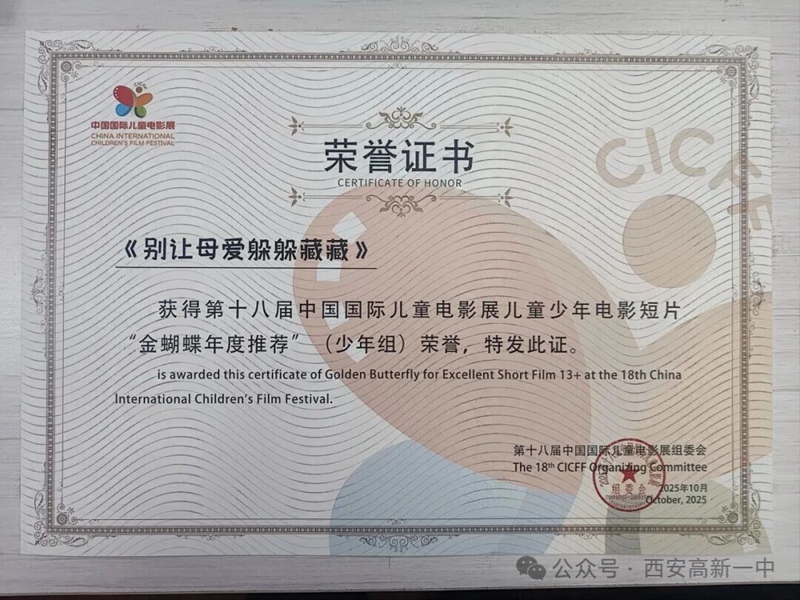 中国国际儿童电影展
CHINA INTERNATIONAL
CHILDREN'S FILM FESTIVAL
CICFF
荣誉证书
CERTIFICATE OF HONOR
《别让母爱躲躲藏藏》
获得第十八届中国国际儿童电影展儿童少年电影短片
“金蝴蝶年度推荐”（少年组）荣誉，特发此证。
is awarded this certificate of Golden Butterfly for Excellent Short Film 13+ at the 18th China
International Children's Film Festival.
第十八届中国国际儿童电影展组委会
The 18th CICFF Organizing Committee
组委会
2025年10月
October, 2025
公众号·西安高新一中